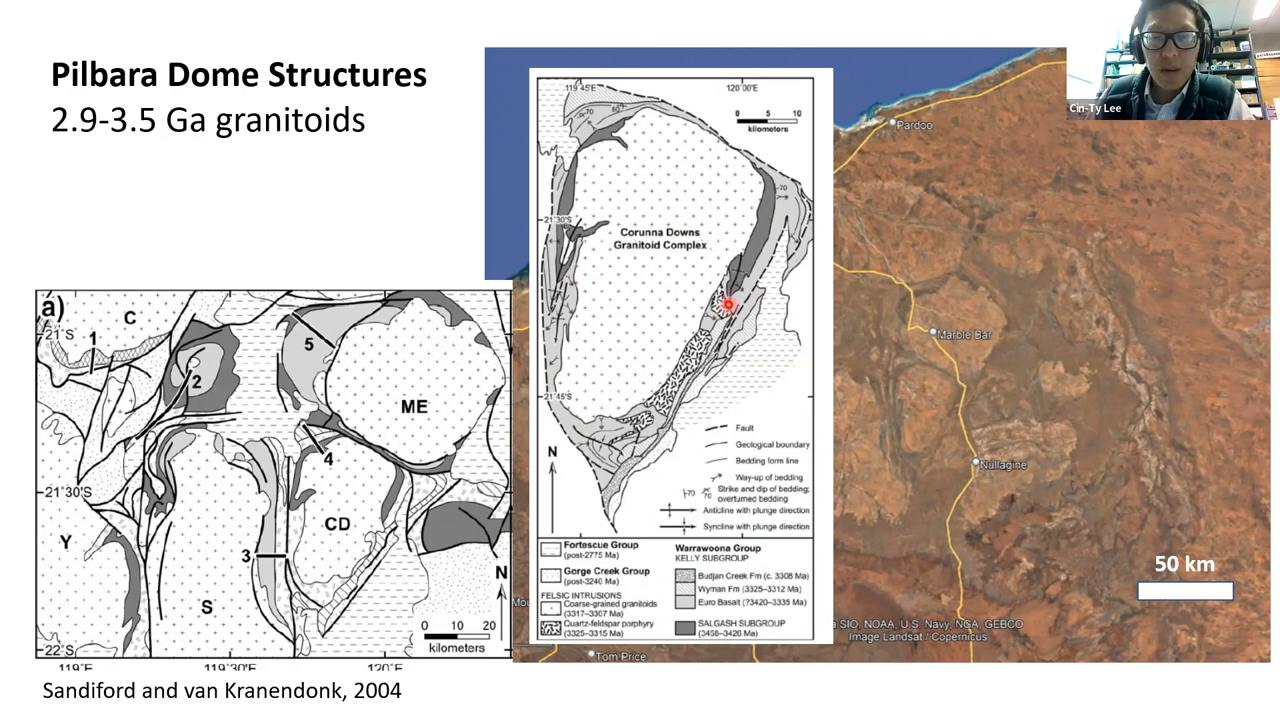 Pilbara Dome Structures
2.9-3.5 Ga granitoids
Cin-Ty Lee
Pardoo
Marble Bar
Nullagine
50 km
SIO, NOAA, U.S. Navy, NGA, GEBCO
Image Landsat / Copernicus
Tom Price
119°45'E
120°00'E
0 5 10
kilometers
21°30'S
Corunna Downs
Granitoid Complex
21°45'S
N
Fault
Geological boundary
Bedding form line
Way-up of bedding
Strike and dip of bedding;
overturned bedding
Anticline with plunge direction
Syncline with plunge direction
Fortescue Group
(post-2775 Ma)
Gorge Creek Group
(post-3240 Ma)
FELSIC INTRUSIONS
Coarse-grained granitoids
(3317–3307 Ma)
Quartz-feldspar porphyry
(3325–3315 Ma)
Warrawoona Group
KELLY SUBGROUP
Budjan Creek Fm (c. 3308 Ma)
Wyman Fm (3325–3312 Ma)
Euro Basalt (?3420–3335 Ma)
SALGASH SUBGROUP
(3458–3426 Ma)
a)
C
21°S
1
2
5
ME
4
21°30'S
CD
Y
3
S
N
0 10 20
kilometers
22°S
119°E
119°30'E
120°E
Sandiford and van Kranendonk, 2004